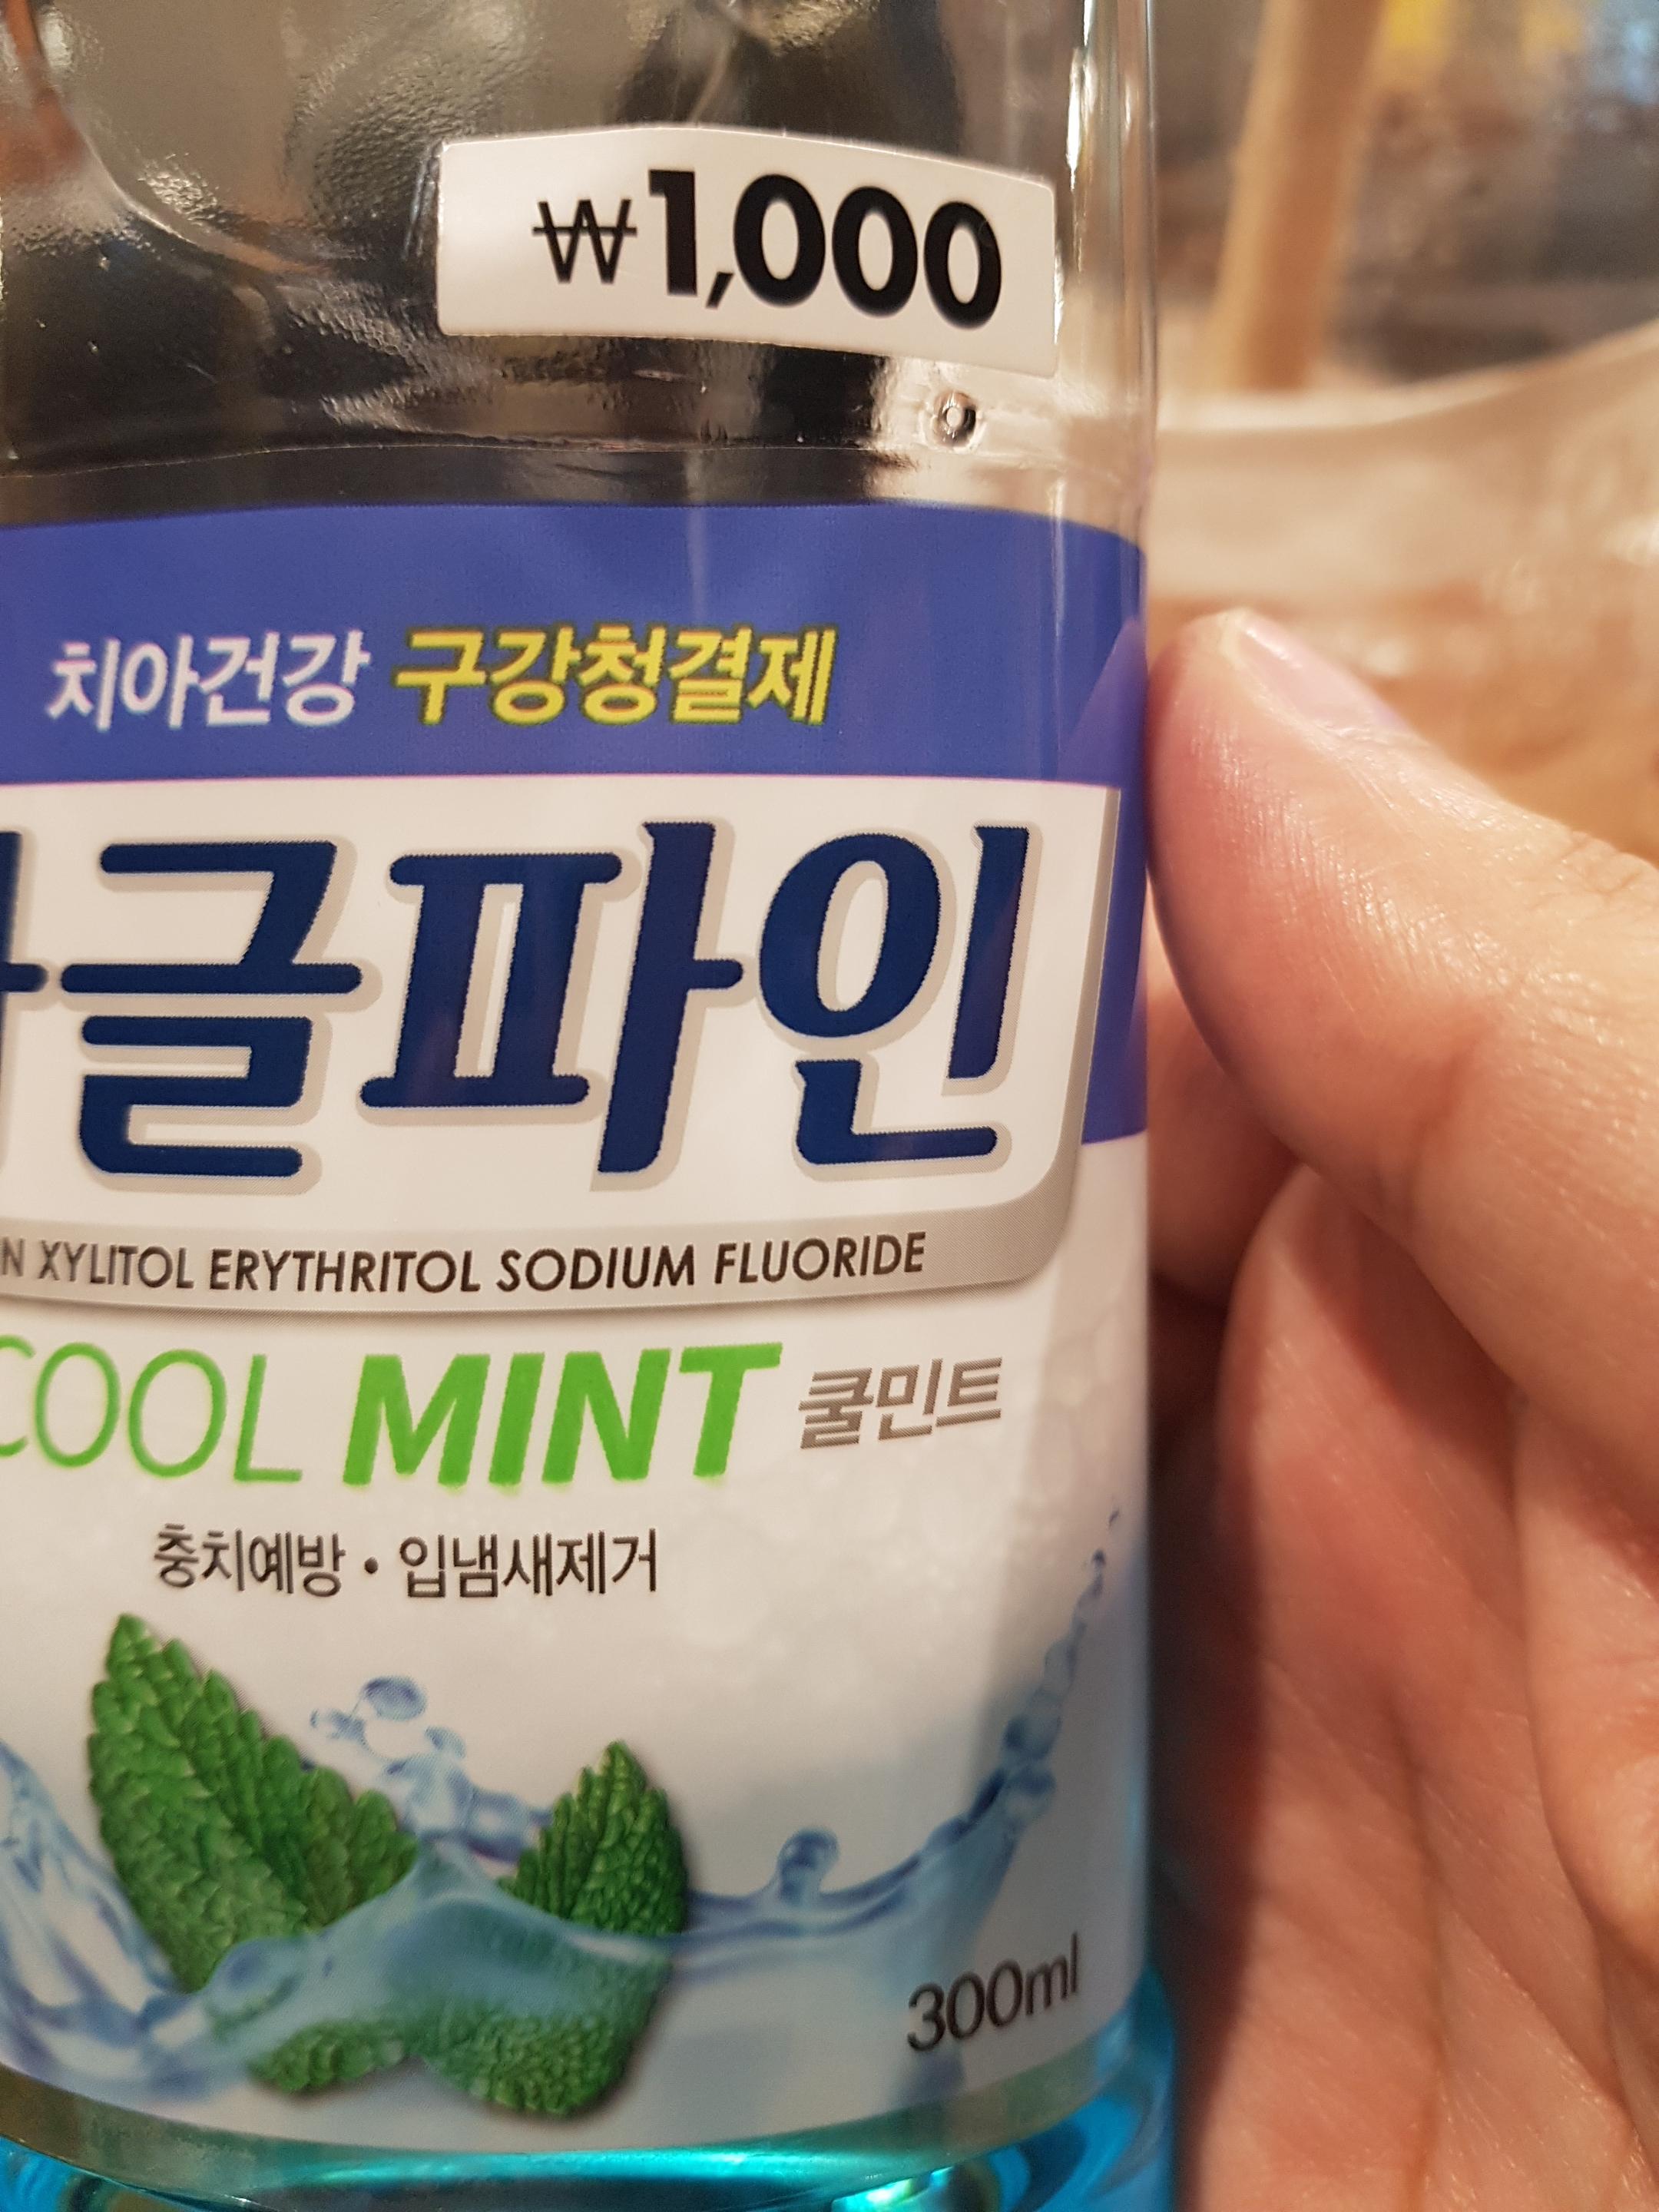 ₩1,000
치아건강 구강청결제
글파인
XYLITOL ERYTHRITOL SODIUM FLUORIDE
COOL MINT 쿨민트
충치예방 • 입냄새제거
300ml